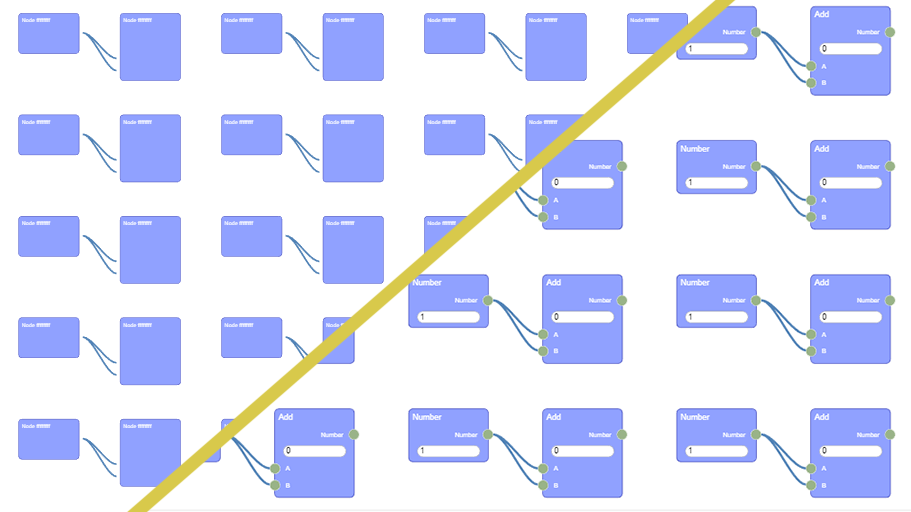 Node Node Node Node Node Node Node
Add
Number Number
1 0
A
B
Node Node Node Node Node Node
Number Add
Number Number Number
0 1 0
A A
B B
Node Node Node Node Node
Number Add Number Add
Number Number Number Number
1 0 1 0
A A
B B
Node Node Node Node
Node Node
Add Number Add Number Add
Number Number Number Number Number
0 1 0 1 0
A A A
B B B